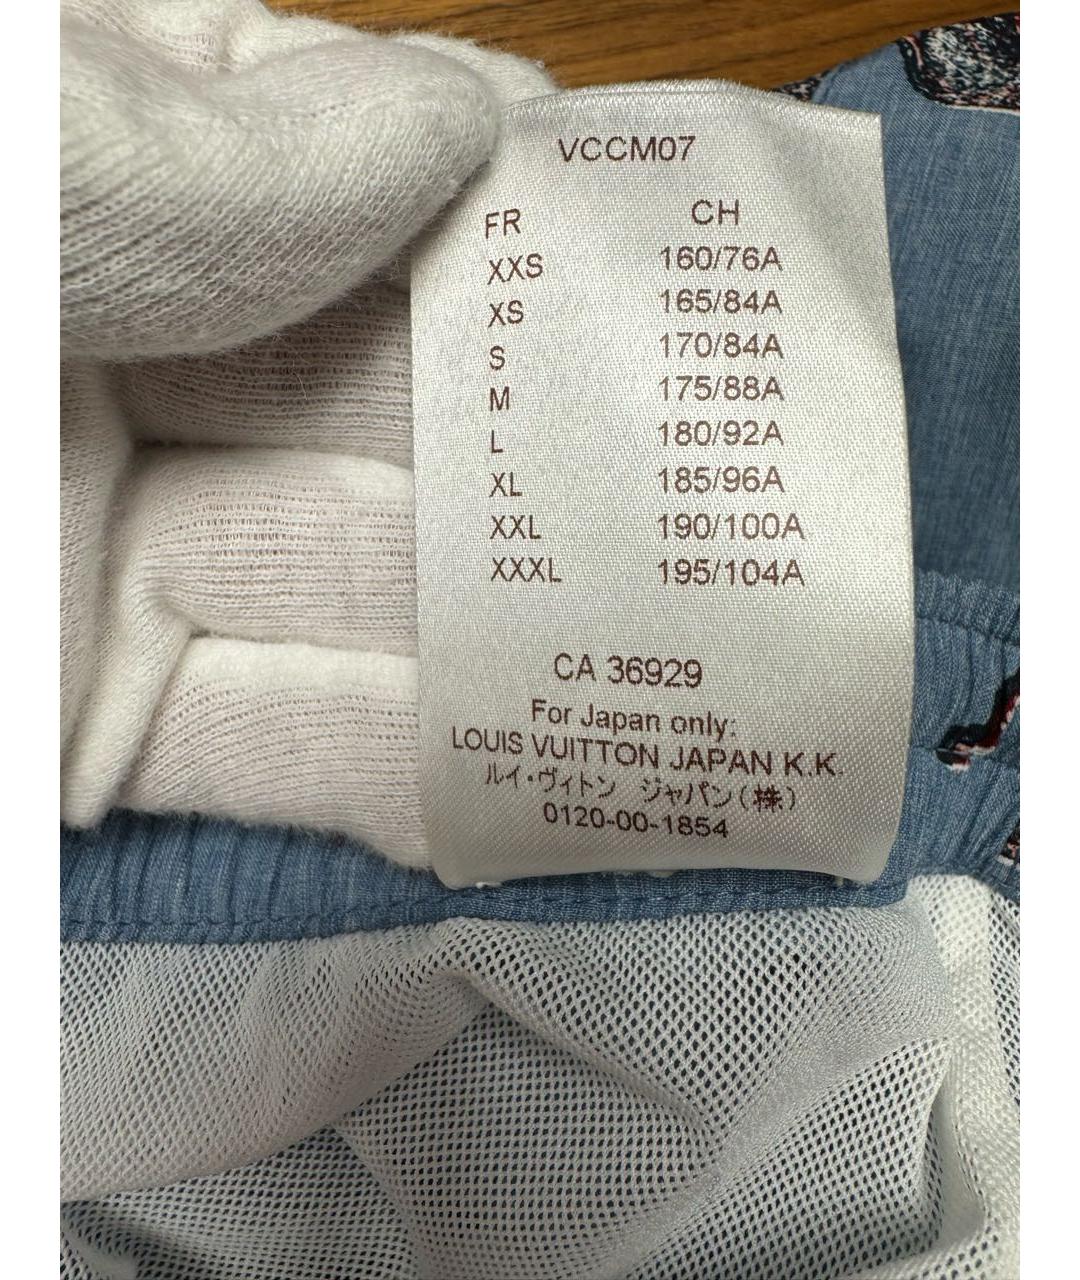 VCCM07
FR CH
XXS 160/76A
XS 165/84A
S 170/84A
M 175/88A
L 180/92A
XL 185/96A
XXL 190/100A
XXXL 195/104A
CA 36929
For Japan only:
LOUIS VUITTON JAPAN K.K.
ルイ・ヴィトン ジャパン(株)
0120-00-1854